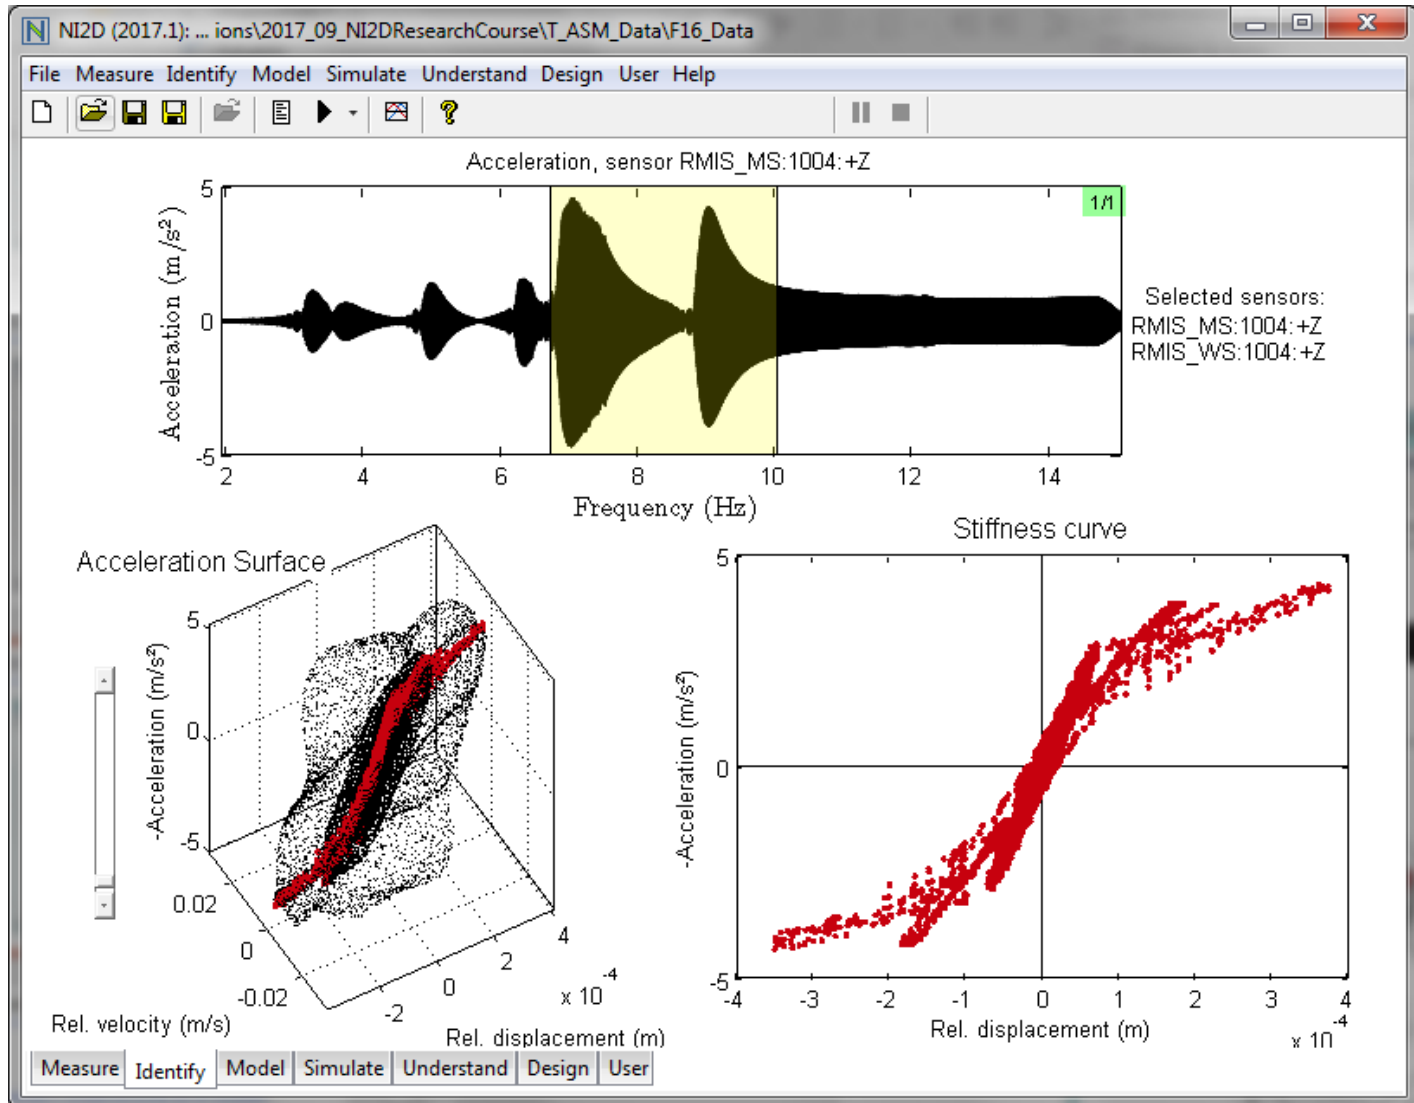 NI2D (2017.1): ... ions\2017_09_NI2DResearchCourse\T_ASM_Data\F16_Data
File Measure Identify Model Simulate Understand Design User Help
Acceleration, sensor RMIS_MS:1004:+Z
5
0
-5
Acceleration (m/s²)
1/1
2 4 6 8 10 12 14
Frequency (Hz)
Selected sensors:
RMIS_MS:1004:+Z
RMIS_WS:1004:+Z
Acceleration Surface
5
0
-5
-Acceleration (m/s²)
0.02
0
-0.02
Rel. velocity (m/s)
-2 0 2 4
x 10-4
Rel. displacement (m)
Stiffness curve
5
0
-5
-Acceleration (m/s²)
-4 -3 -2 -1 0 1 2 3 4
Rel. displacement (m)
x 10-4
Measure Identify Model Simulate Understand Design User